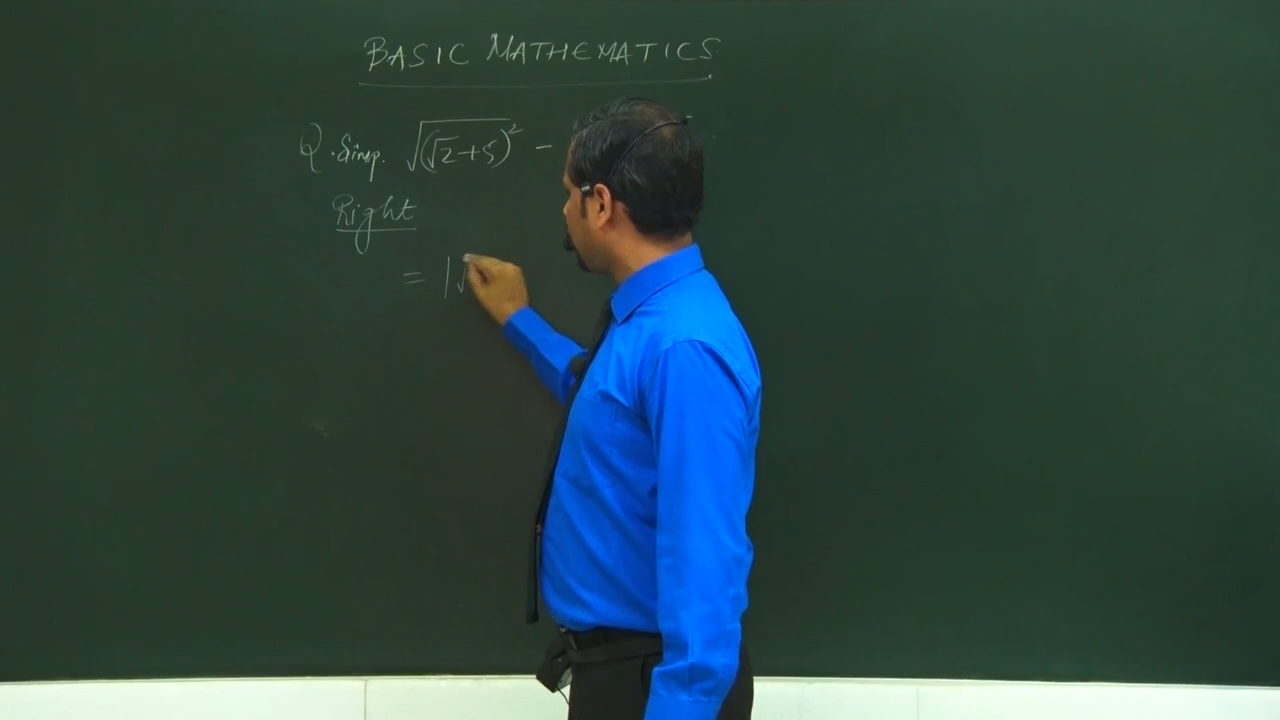 BASIC MATHEMATICS
Q. Simp. √(√2+5)² -
Right
= |√